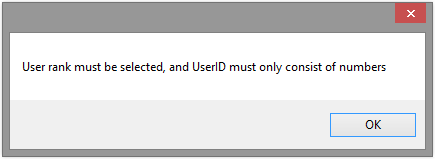 User rank must be selected, and UserID must only consist of numbers
OK